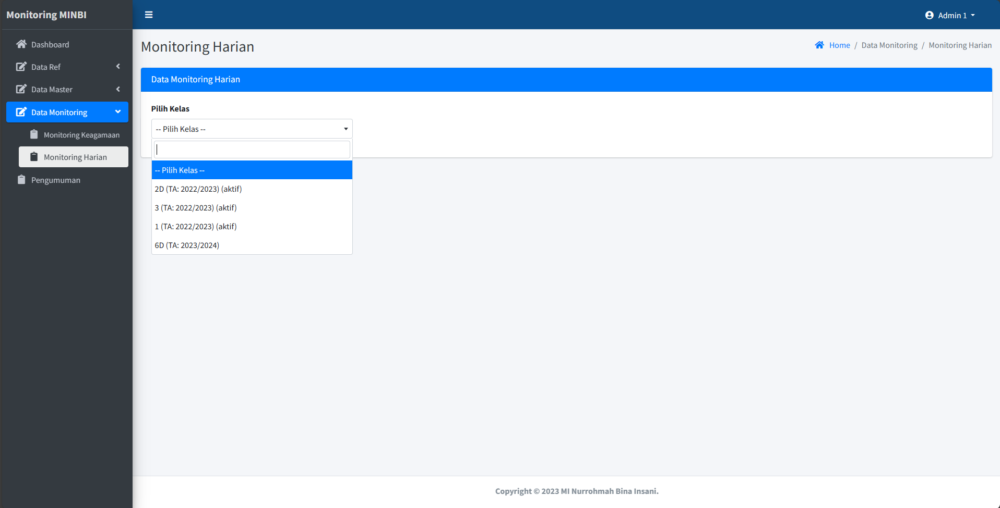 Monitoring MINBI
Admin 1
Dashboard
Data Ref
Data Master
Data Monitoring
Monitoring Keagamaan
Monitoring Harian
Pengumuman
Monitoring Harian
Home / Data Monitoring / Monitoring Harian
Data Monitoring Harian
Pilih Kelas
-- Pilih Kelas --
-- Pilih Kelas --
2D (TA: 2022/2023) (aktif)
3 (TA: 2022/2023) (aktif)
1 (TA: 2022/2023) (aktif)
6D (TA: 2023/2024)
Copyright © 2023 MI Nurrohmah Bina Insani.